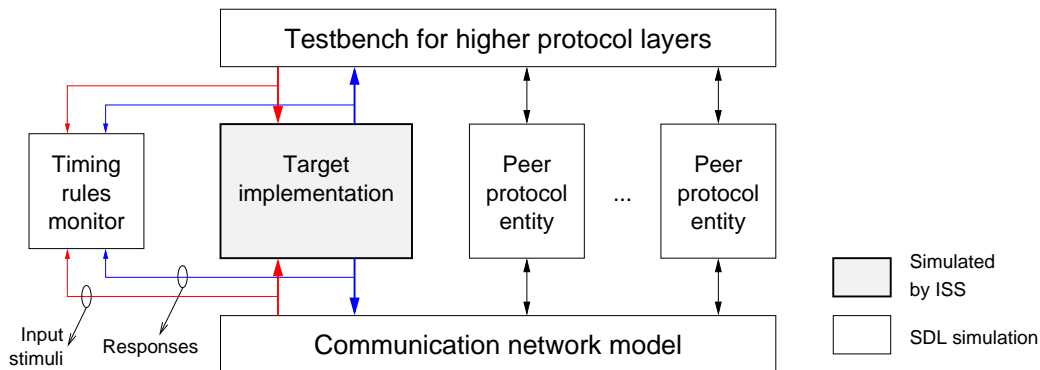 Testbench for higher protocol layers
Timing
rules
monitor
Target
implementation
Peer
protocol
entity
...
Peer
protocol
entity
Simulated
by ISS
SDL simulation
Input
stimuli
Responses
Communication network model